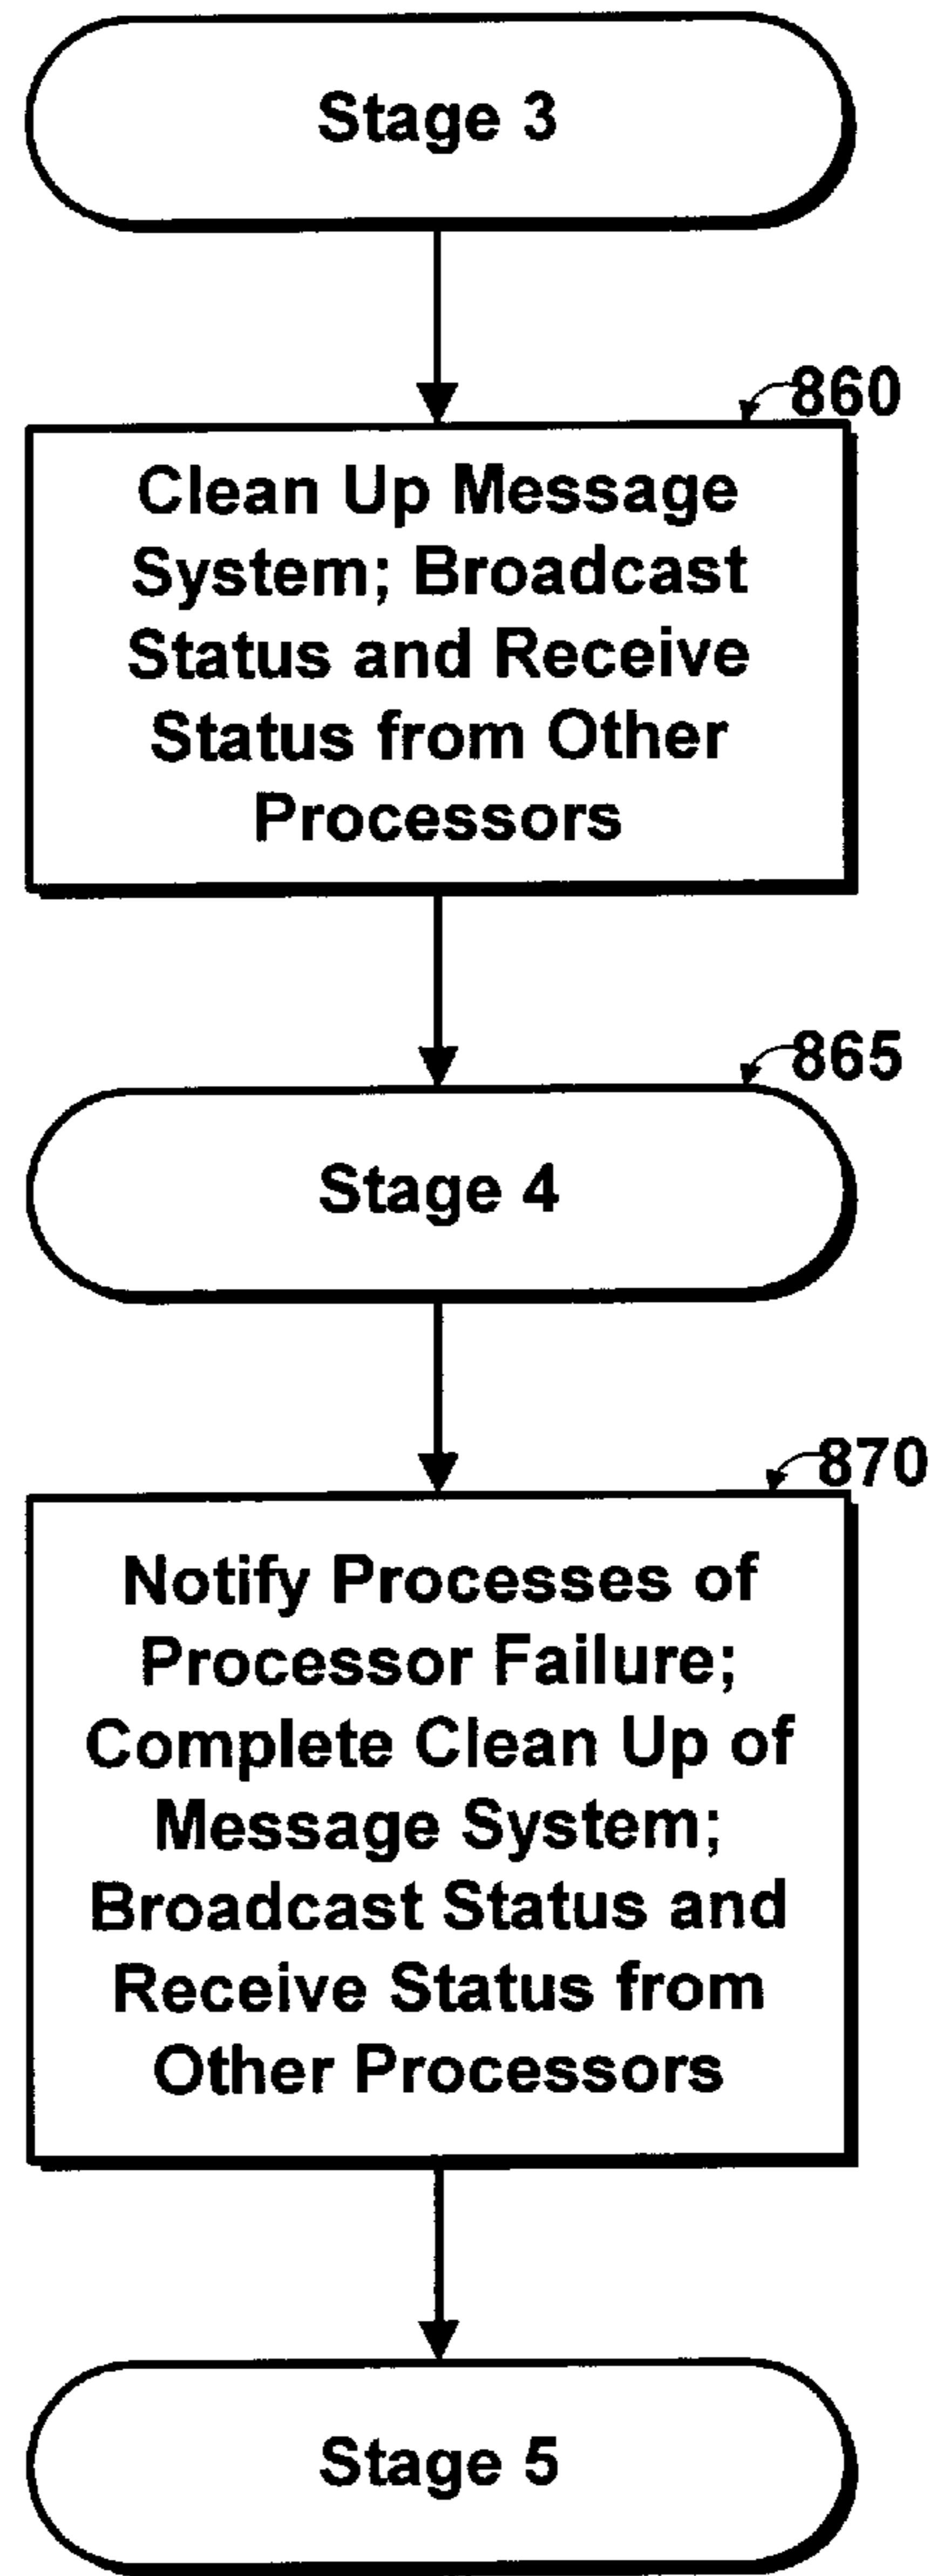 Stage 3
860
Clean Up Message
System; Broadcast
Status and Receive
Status from Other
Processors
865
Stage 4
870
Notify Processes of
Processor Failure;
Complete Clean Up of
Message System;
Broadcast Status and
Receive Status from
Other Processors
Stage 5